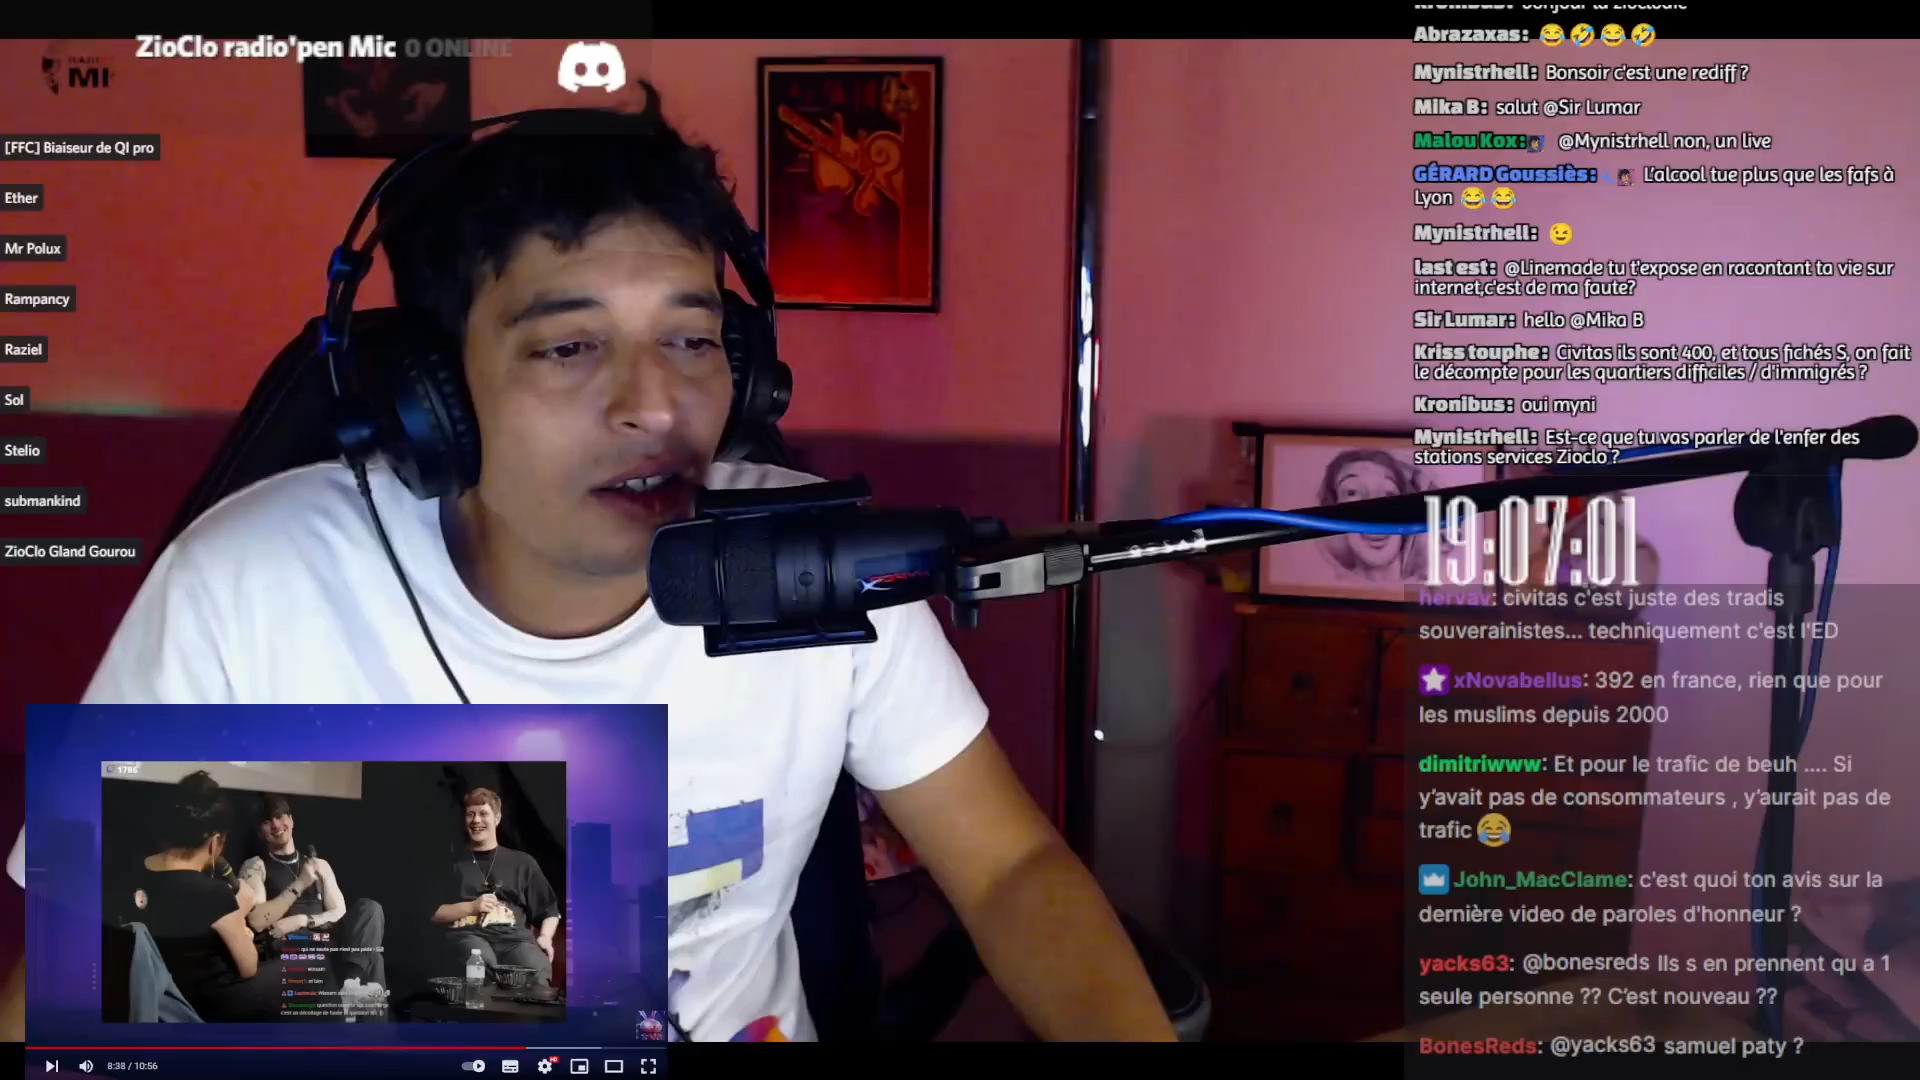 ZioClo radio'pen Mic 0 ONLINE
MI
[FFC] Biaiseur de QI pro
Ether
Mr Polux
Rampancy
Raziel
Sol
Stelio
submankind
ZioClo Gland Gourou
Abrazaxas: 😂🤣😂🤣
Mynistrhell: Bonsoir c'est une rediff ?
Mika B: salut @Sir Lumar
Malou Kox: @Mynistrhell non, un live
GÉRARD Goussiès: L'alcool tue plus que les fafs à
Lyon 😂 😂
Mynistrhell: 😉
last est: @Linemade tu t'expose en racontant ta vie sur
internet,c'est de ma faute?
Sir Lumar: hello @Mika B
Kriss touphe: Civitas ils sont 400, et tous fichés S, on fait
le décompte pour les quartiers difficiles / d'immigrés ?
Kronibus: oui myni
Mynistrhell: Est-ce que tu vas parler de l'enfer des
stations services Zioclo ?
19:07:01
hervav: civitas c'est juste des tradis
souverainistes... techniquement c'est l'ED
xNovabellus: 392 en france, rien que pour
les muslims depuis 2000
dimitriwww: Et pour le trafic de beuh .... Si
y'avait pas de consommateurs , y'aurait pas de
trafic 😂
John_MacClame: c'est quoi ton avis sur la
dernière video de paroles d'honneur ?
yacks63: @bonesreds Ils s en prennent qu a 1
seule personne ?? C'est nouveau ??
BonesReds: @yacks63 samuel paty ?
1786
8:38 / 10:56
HD